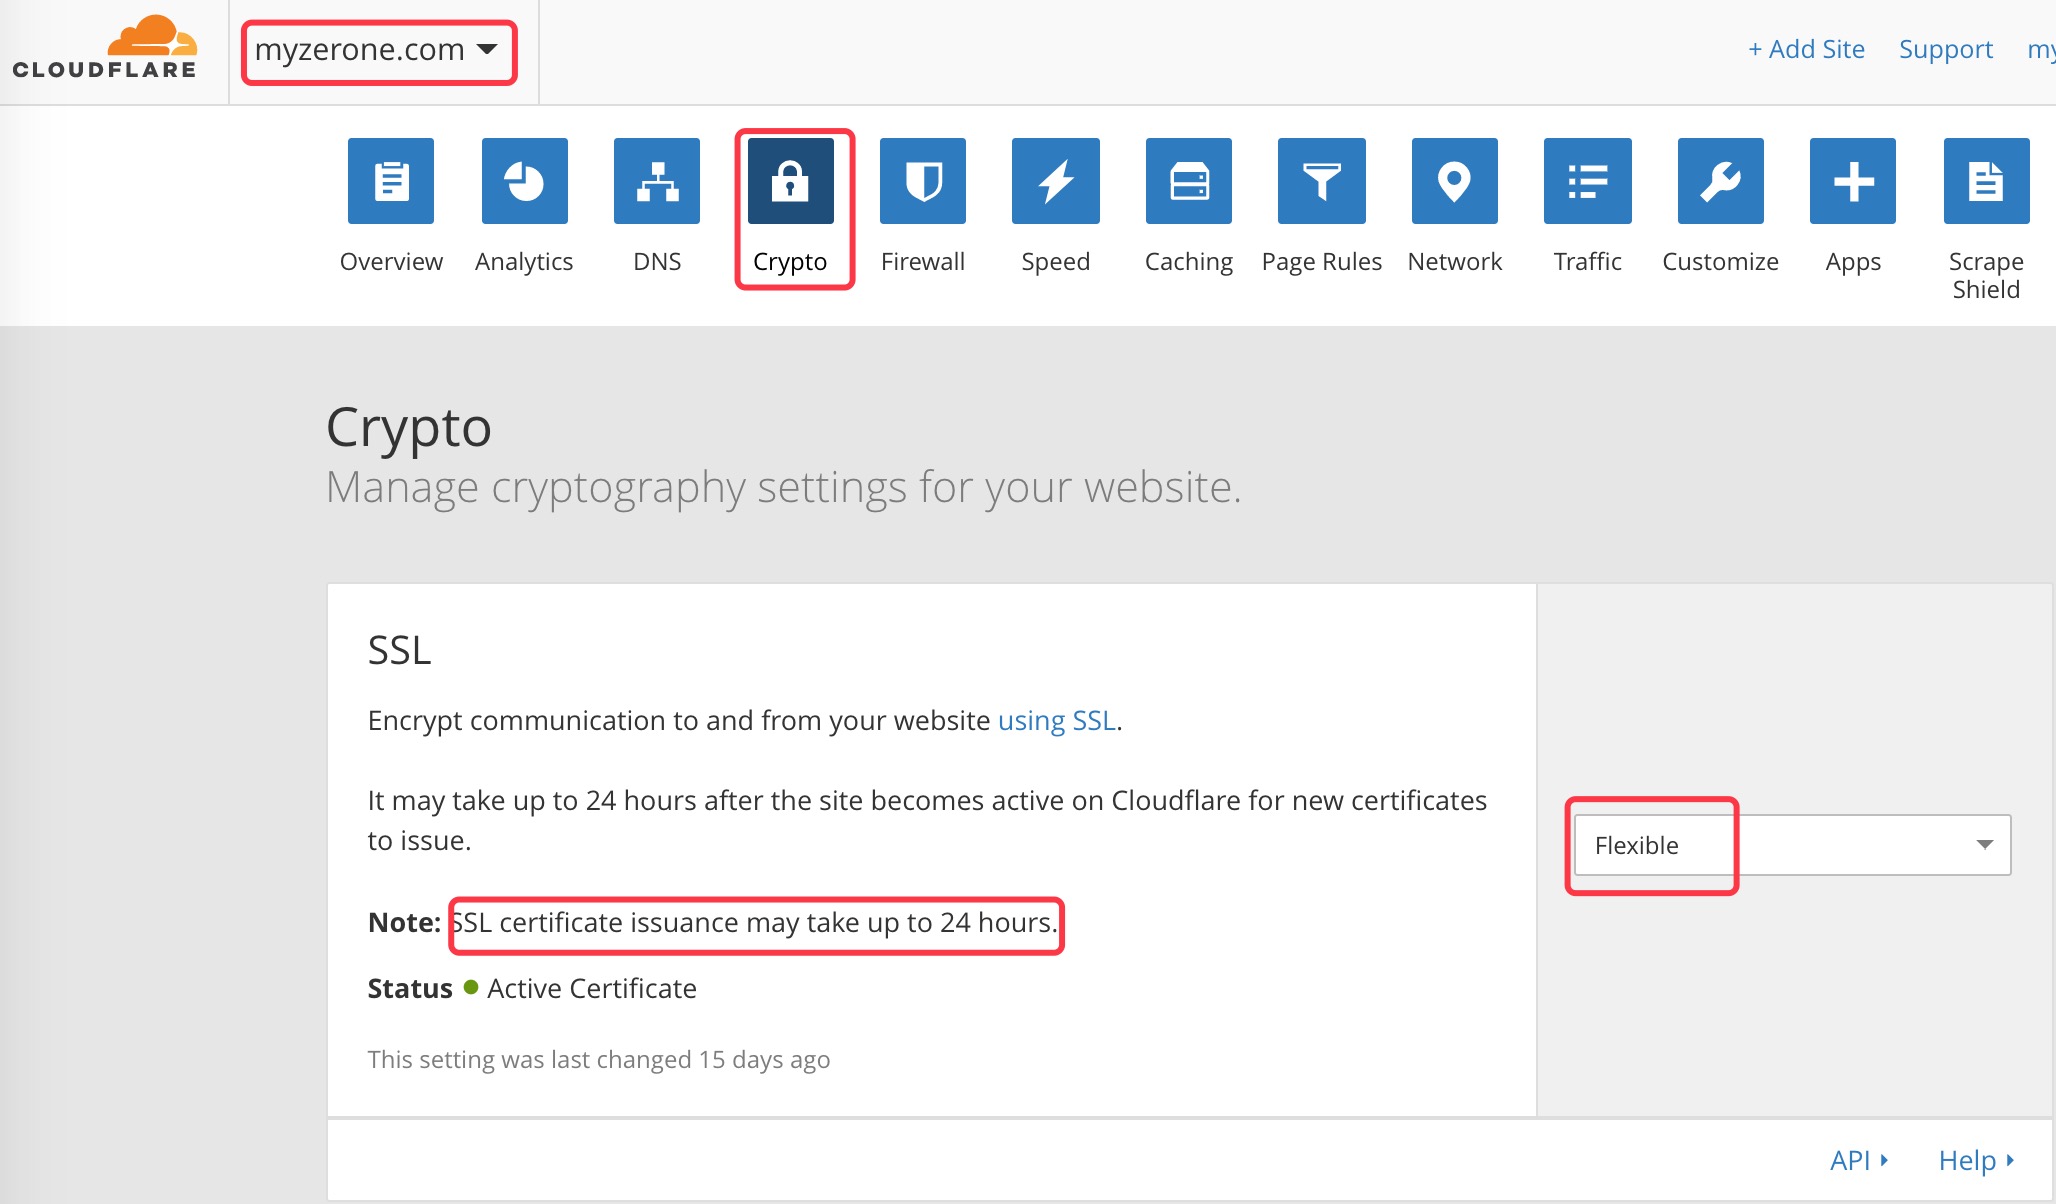 CLOUDFLARE
myzerone.com
+ Add Site
Support
my
Overview
Analytics
DNS
Crypto
Firewall
Speed
Caching
Page Rules
Network
Traffic
Customize
Apps
Scrape
Shield
Crypto
Manage cryptography settings for your website.
SSL
Encrypt communication to and from your website using SSL.
It may take up to 24 hours after the site becomes active on Cloudflare for new certificates
to issue.
Flexible
Note: SSL certificate issuance may take up to 24 hours.
Status Active Certificate
This setting was last changed 15 days ago
API
Help